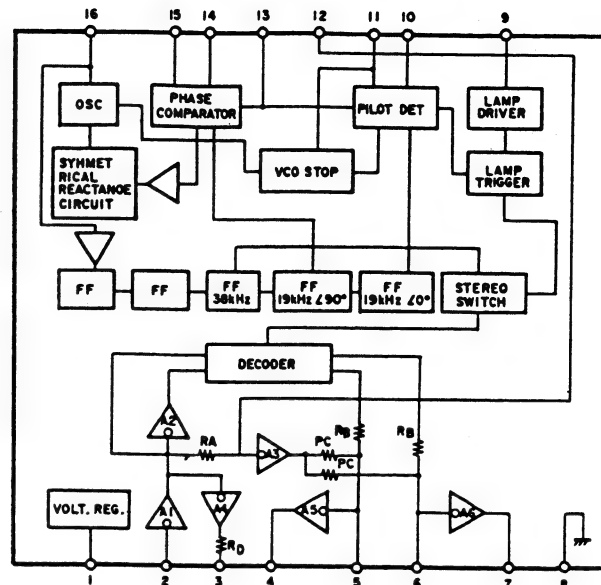 16 15 14 13 12 11 10 9
OSC
PHASE
COMPARATOR
PILOT DET
LAMP
DRIVER
SYHMET
RICAL
REACTANCE
CIRCUIT
VCO STOP
LAMP
TRIGGER
FF
FF
FF
38kHz
FF
19kHz ∠90°
FF
19kHz ∠0°
STEREO
SWITCH
DECODER
A2
RA
A3
PC
PC
RB
RB
VOLT. REG.
A1
A4
RD
A5
A6
1 2 3 4 5 6 7 8